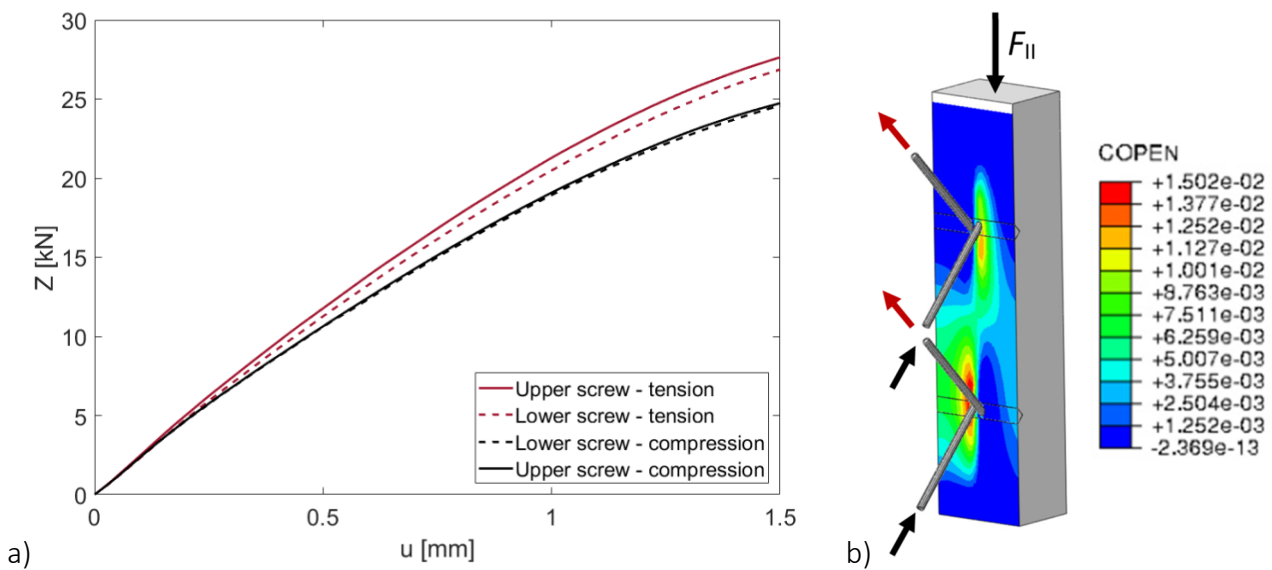 30
25
20
15
10
5
0
Z [kN]
0
0.5
1
1.5
u [mm]
Upper screw - tension
Lower screw - tension
Lower screw - compression
Upper screw - compression
a)
F_II
COPEN
+1.502e-02
+1.377e-02
+1.252e-02
+1.127e-02
+1.001e-02
+8.763e-03
+7.511e-03
+6.259e-03
+5.007e-03
+3.755e-03
+2.504e-03
+1.252e-03
-2.369e-13
b)